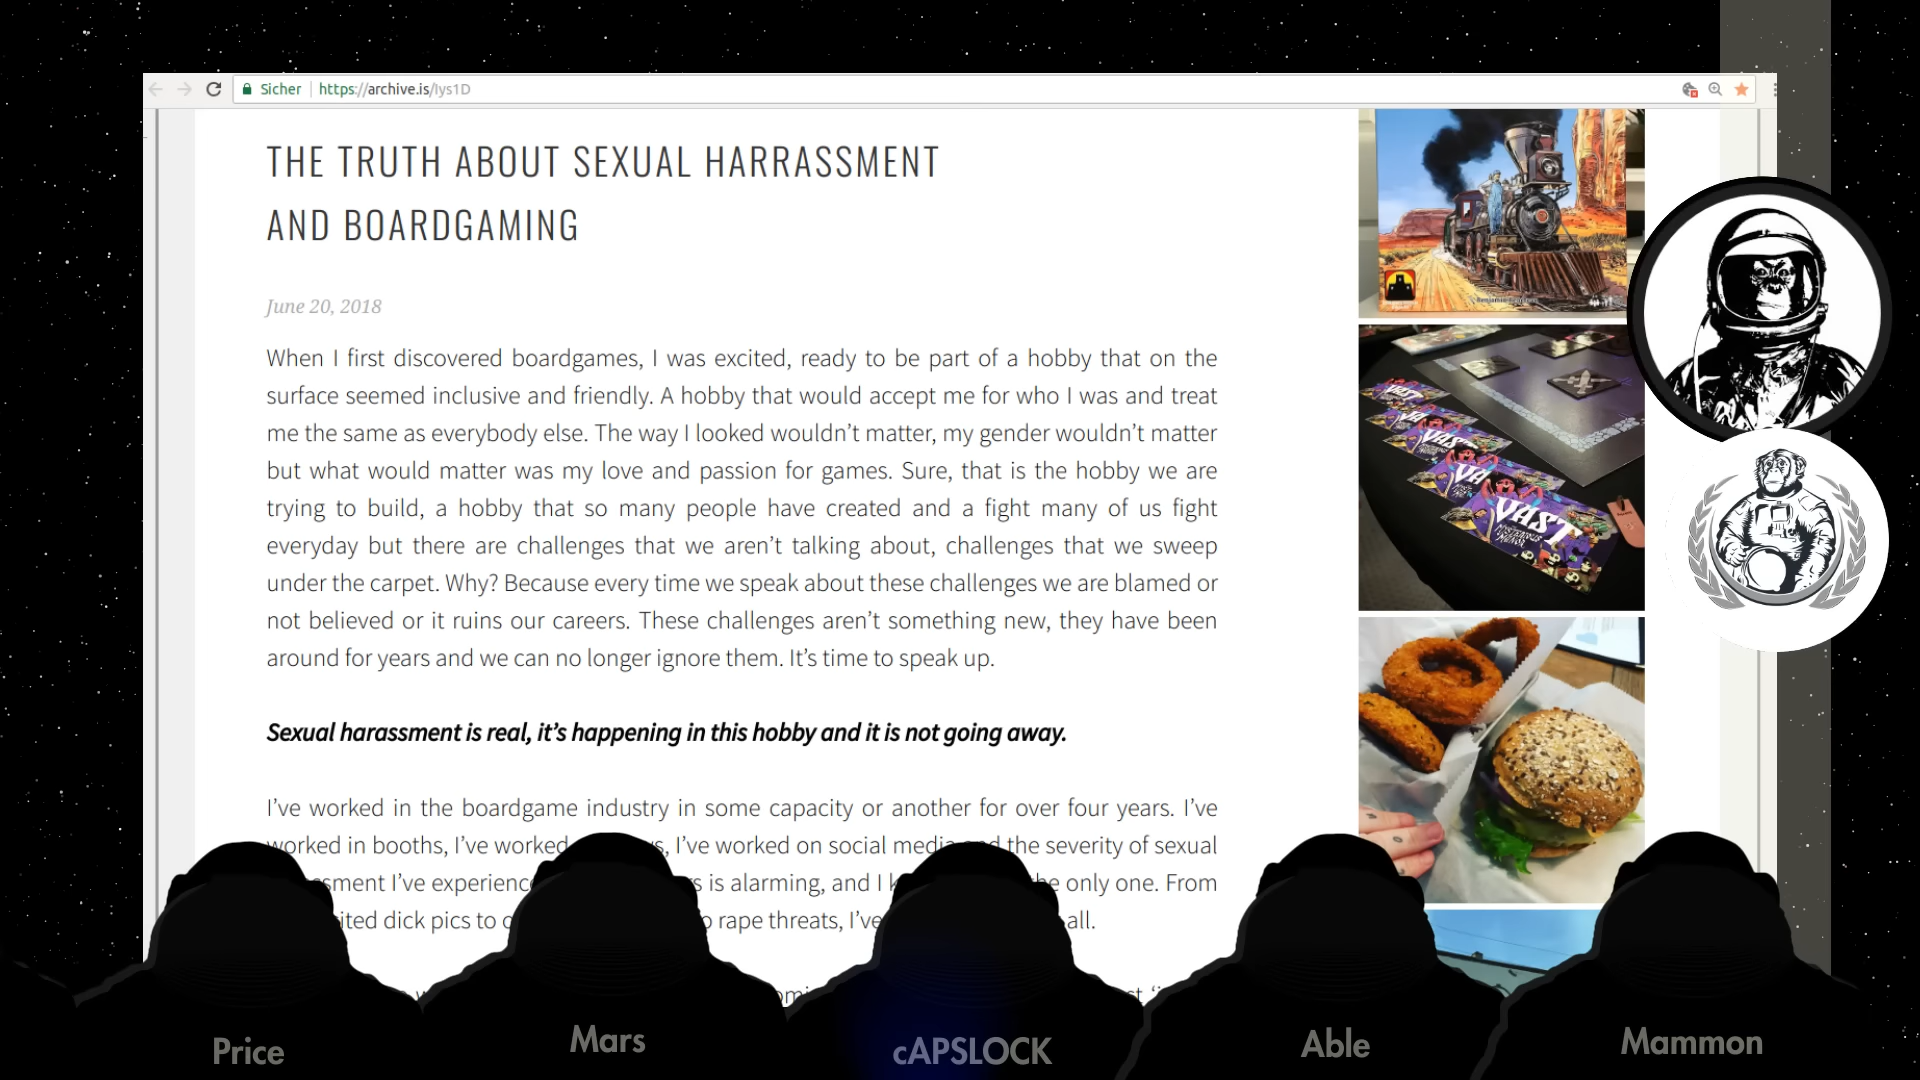 Sicher https://archive.is/Iys1D
THE TRUTH ABOUT SEXUAL HARRASSMENT
AND BOARDGAMING
June 20, 2018
When I first discovered boardgames, I was excited, ready to be part of a hobby that on the
surface seemed inclusive and friendly. A hobby that would accept me for who I was and treat
me the same as everybody else. The way I looked wouldn’t matter, my gender wouldn’t matter
but what would matter was my love and passion for games. Sure, that is the hobby we are
trying to build, a hobby that so many people have created and a fight many of us fight
everyday but there are challenges that we aren’t talking about, challenges that we sweep
under the carpet. Why? Because every time we speak about these challenges we are blamed or
not believed or it ruins our careers. These challenges aren’t something new, they have been
around for years and we can no longer ignore them. It’s time to speak up.
Sexual harassment is real, it’s happening in this hobby and it is not going away.
I’ve worked in the boardgame industry in some capacity or another for over four years. I’ve
worked in booths, I’ve worked I’ve worked on social media the severity of sexual
is alarming, and I only one. From
dick pics to rape threats, I’ve all.
VAST
VAST
VAST
Price
Mars
cAPSLOCK
Able
Mammon